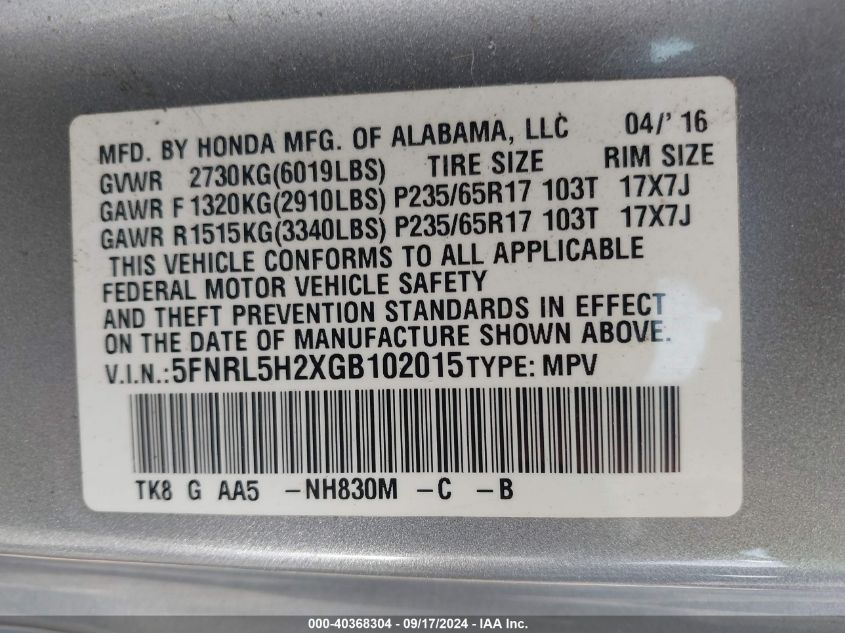 MFD. BY HONDA MFG. OF ALABAMA, LLC 04/' 16
GVWR 2730KG(6019LBS) TIRE SIZE RIM SIZE
GAWR F 1320KG(2910LBS) P235/65R17 103T 17X7J
GAWR R1515KG(3340LBS) P235/65R17 103T 17X7J
THIS VEHICLE CONFORMS TO ALL APPLICABLE
FEDERAL MOTOR VEHICLE SAFETY
AND THEFT PREVENTION STANDARDS IN EFFECT
ON THE DATE OF MANUFACTURE SHOWN ABOVE.
V.I.N.:5FNRL5H2XGB102015 TYPE: MPV
TK8 G AA5 -NH830M -C -B
000-40368304 - 09/17/2024 - IAA Inc.